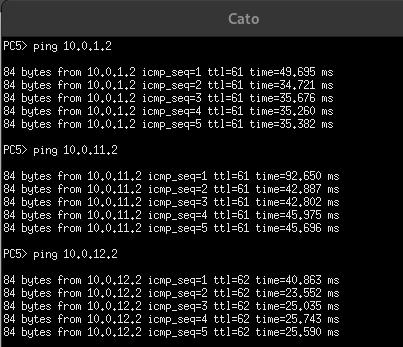 Cato
PC5> ping 10.0.1.2
84 bytes from 10.0.1.2 icmp_seq=1 ttl=61 time=49.695 ms
84 bytes from 10.0.1.2 icmp_seq=2 ttl=61 time=34.721 ms
84 bytes from 10.0.1.2 icmp_seq=3 ttl=61 time=35.676 ms
84 bytes from 10.0.1.2 icmp_seq=4 ttl=61 time=35.260 ms
84 bytes from 10.0.1.2 icmp_seq=5 ttl=61 time=35.382 ms
PC5> ping 10.0.11.2
84 bytes from 10.0.11.2 icmp_seq=1 ttl=61 time=92.650 ms
84 bytes from 10.0.11.2 icmp_seq=2 ttl=61 time=42.887 ms
84 bytes from 10.0.11.2 icmp_seq=3 ttl=61 time=42.802 ms
84 bytes from 10.0.11.2 icmp_seq=4 ttl=61 time=45.975 ms
84 bytes from 10.0.11.2 icmp_seq=5 ttl=61 time=45.696 ms
PC5> ping 10.0.12.2
84 bytes from 10.0.12.2 icmp_seq=1 ttl=62 time=40.863 ms
84 bytes from 10.0.12.2 icmp_seq=2 ttl=62 time=23.552 ms
84 bytes from 10.0.12.2 icmp_seq=3 ttl=62 time=25.035 ms
84 bytes from 10.0.12.2 icmp_seq=4 ttl=62 time=25.743 ms
84 bytes from 10.0.12.2 icmp_seq=5 ttl=62 time=25.590 ms